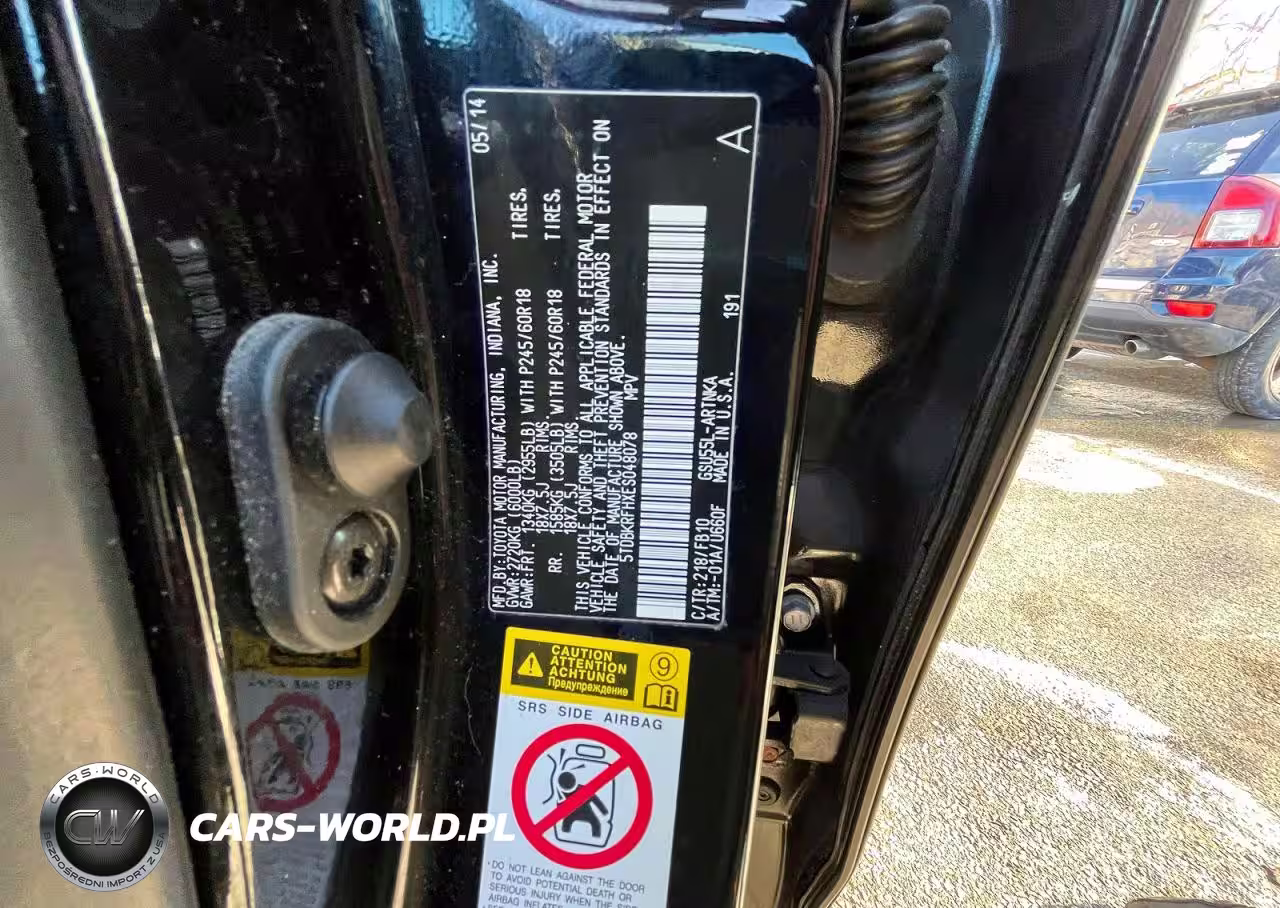 05/14
MFD.BY:TOYOTA MOTOR MANUFACTURING, INDIANA, INC.
GVWR:2720KG (6000LB)
GAWR:FRT. 1340KG (2955LB) WITH P245/60R18 TIRES.
18X7.5J RIMS.
RR. 1585KG (3505LB) WITH P245/60R18 TIRES.
18X7.5J RIMS.
THIS VEHICLE CONFORMS TO ALL APPLICABLE FEDERAL MOTOR
VEHICLE SAFETY AND THEFT PREVENTION STANDARDS IN EFFECT ON
THE DATE OF MANUFACTURE SHOWN ABOVE.
5TDBKRFHXES048078 MPV
C/TR:218/FB10 GSU55L-ARTNKA
A/TM:-01A/U660F MADE IN U.S.A. 191
A
CAUTION
ATTENTION
ACHTUNG
Предупреждение
9
SRS SIDE AIRBAG
·DO NOT LEAN AGAINST THE DOOR
TO AVOID POTENTIAL DEATH OR
SERIOUS INJURY WHEN THE SIDE
AIRBAG INFLATES
CARS-WORLD
CW
BEZPOŚREDNI IMPORT Z USA
CARS-WORLD.PL